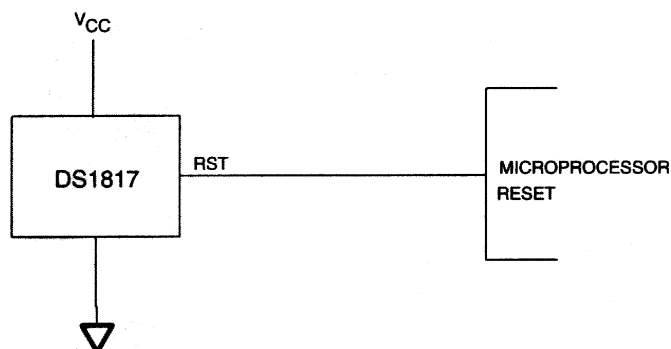 VCC
RST
DS1817
MICROPROCESSOR
RESET